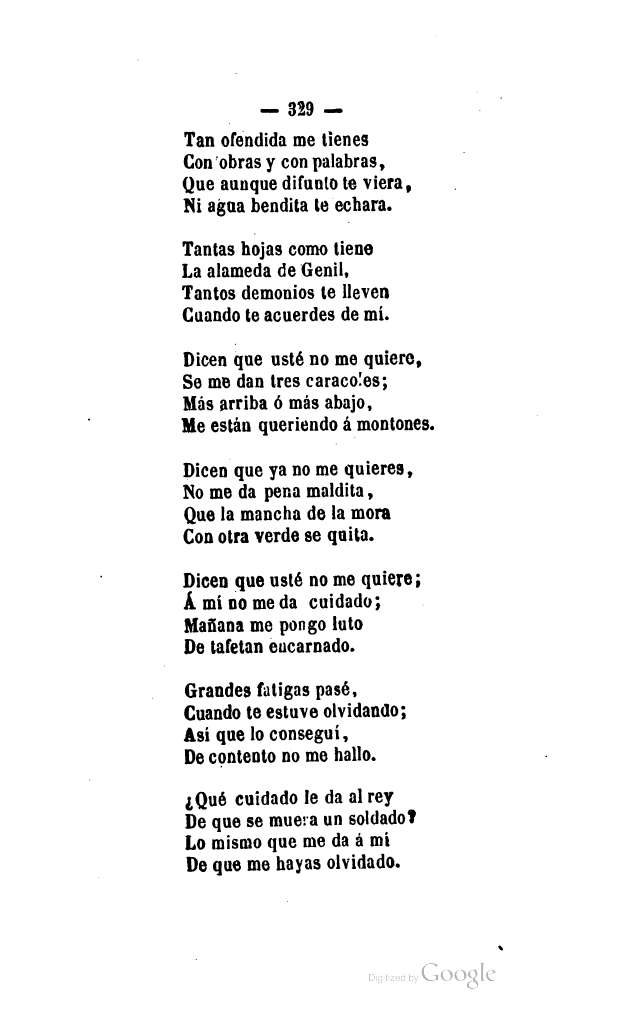 — 329 —
Tan ofendida me tienes
Con obras y con palabras,
Que aunque difunto te viera,
Ni agua bendita te echara.
Tantas hojas como tiene
La alameda de Genil,
Tantos demonios te lleven
Cuando te acuerdes de mí.
Dicen que usté no me quiere,
Se me dan tres caracoles;
Más arriba ó más abajo,
Me están queriendo á montones.
Dicen que ya no me quieres,
No me da pena maldita,
Que la mancha de la mora
Con otra verde se quita.
Dicen que usté no me quiere;
Á mí no me da cuidado;
Mañana me pongo luto
De tafetan encarnado.
Grandes fatigas pasé,
Cuando te estuve olvidando;
Así que lo conseguí,
De contento no me hallo.
¿Qué cuidado le da al rey
De que se muera un soldado?
Lo mismo que me da á mí
De que me hayas olvidado.
Digitized by Google